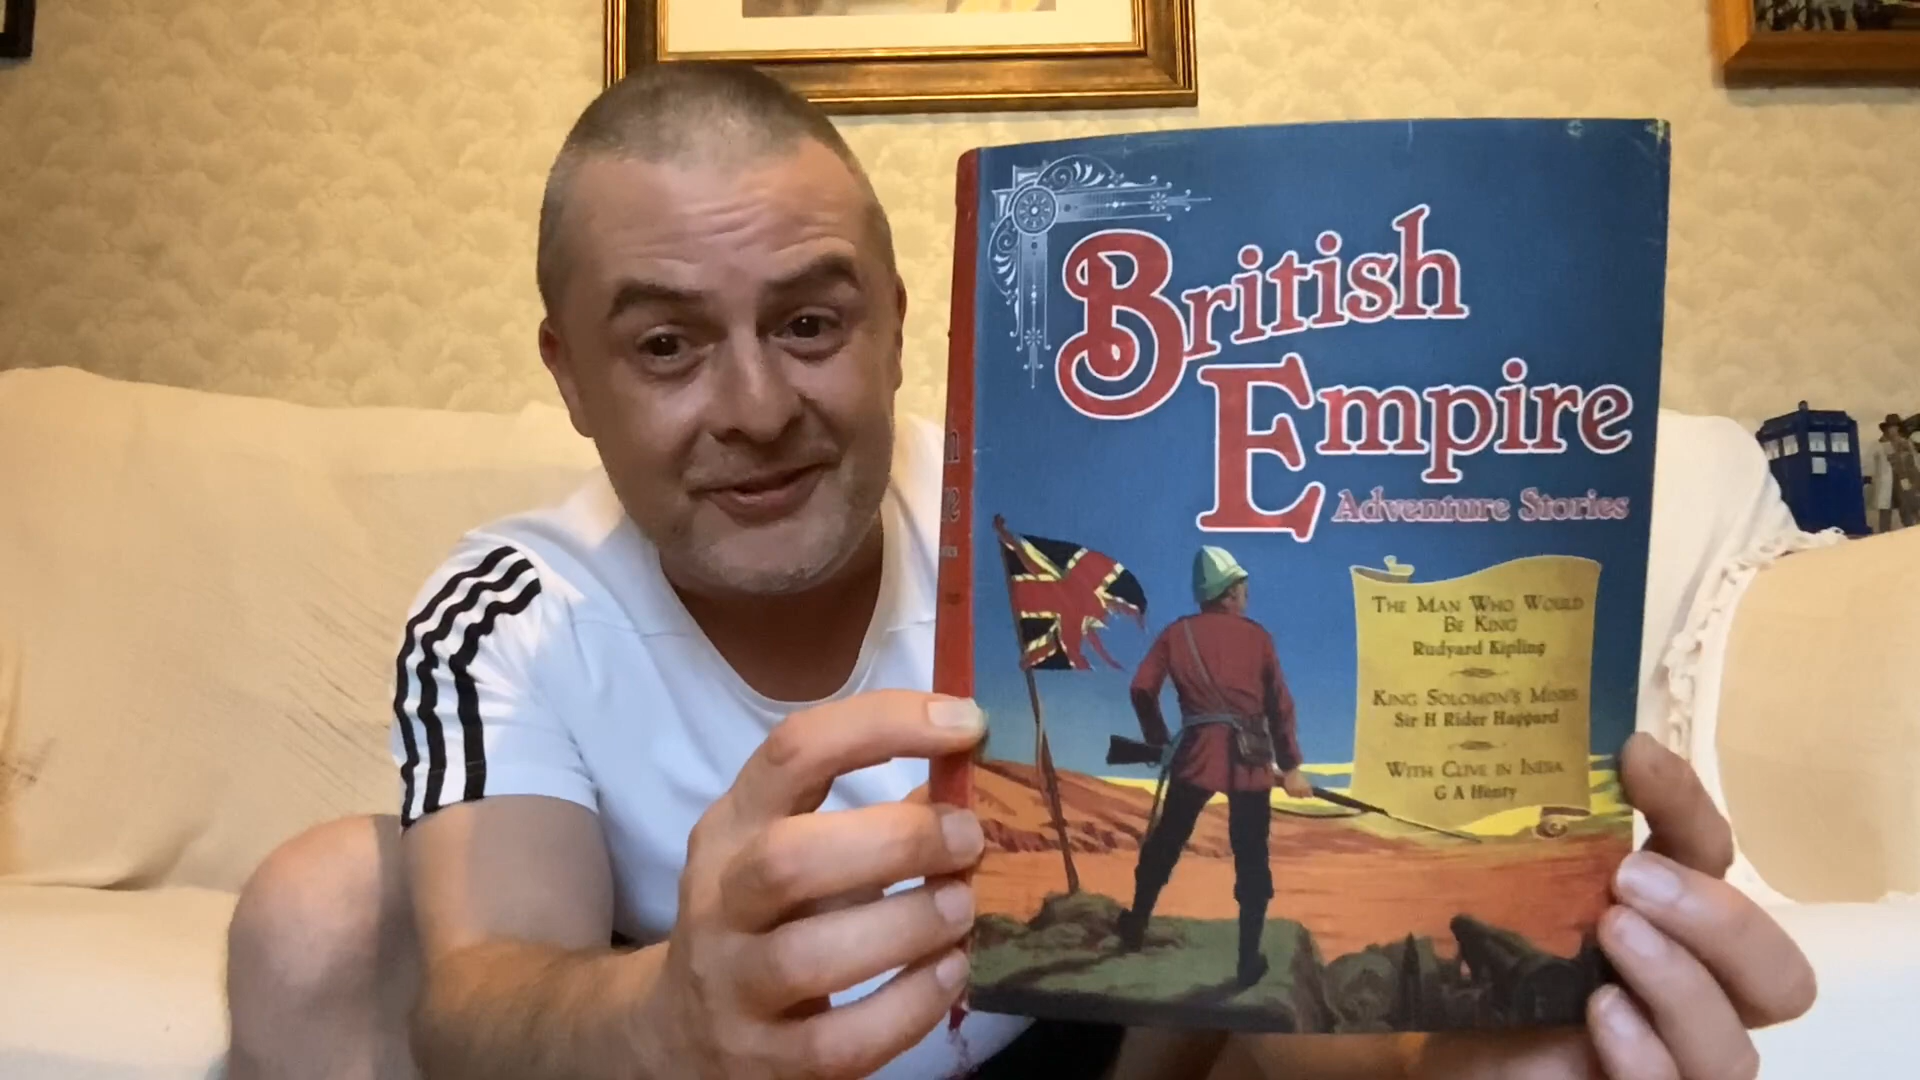 British
Empire
Adventure Stories
THE MAN WHO WOULD
BE KING
Rudyard Kipling
KING SOLOMON'S MINES
Sir H Rider Haggard
WITH CLIVE IN INDIA
G A Henty